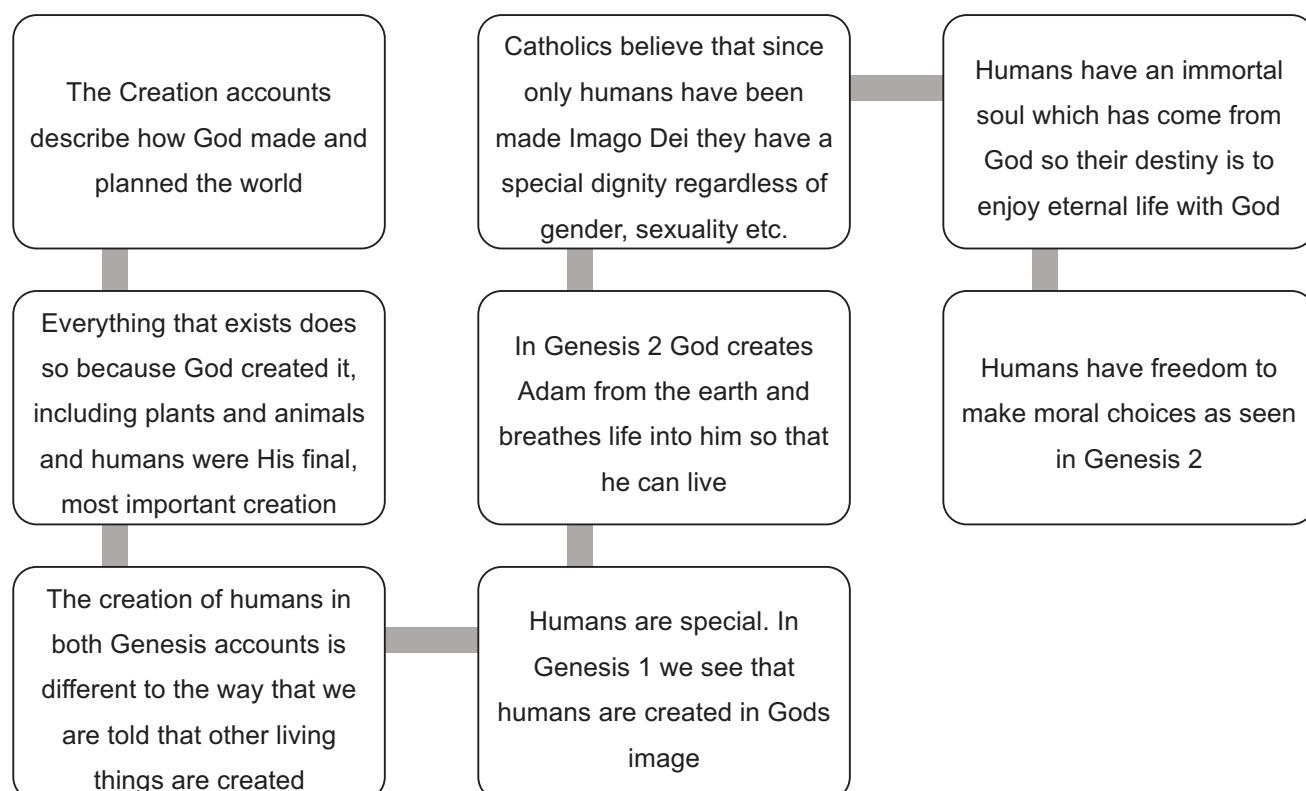 The Creation accounts
describe how God made and
planned the world
Everything that exists does
so because God created it,
including plants and animals
and humans were His final,
most important creation
The creation of humans in
both Genesis accounts is
different to the way that we
are told that other living
things are created
Humans are special. In
Genesis 1 we see that
humans are created in Gods
image
In Genesis 2 God creates
Adam from the earth and
breathes life into him so that
he can live
Catholics believe that since
only humans have been
made Imago Dei they have a
special dignity regardless of
gender, sexuality etc.
Humans have an immortal
soul which has come from
God so their destiny is to
enjoy eternal life with God
Humans have freedom to
make moral choices as seen
in Genesis 2